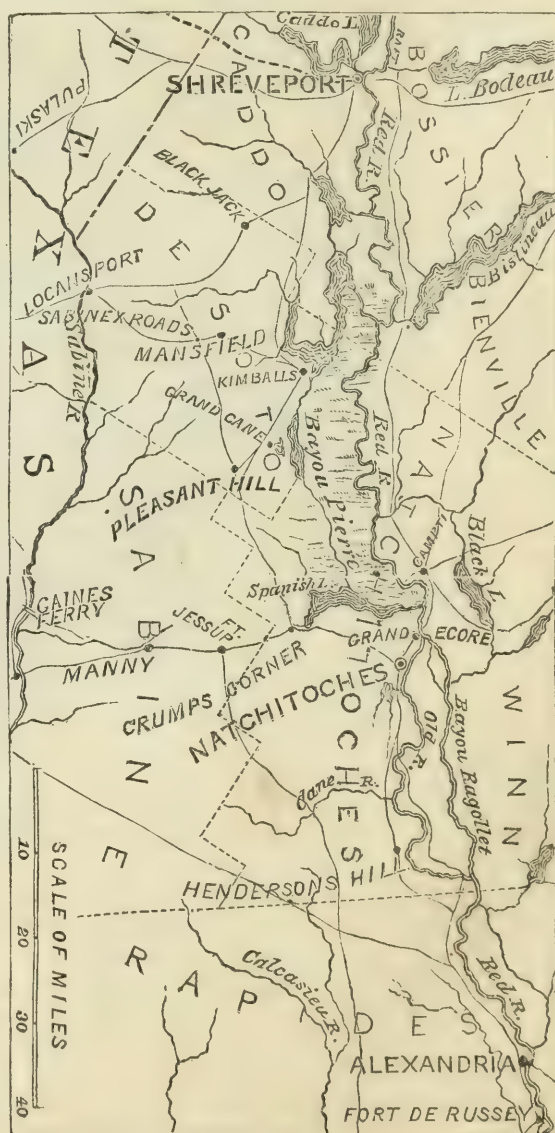 Caddo L.
RAFT
BOSSIER
L. Bodeau
SHREVEPORT
CADDO
Red R.
TEXAS
PULASKI
BLACK JACK
DE SOTO
Bistineau
BIENVILLE
LOGANSPORT
SABINE X ROADS
Sabine R
MANSFIELD
KIMBALLS
GRAND CANE
Bayou Pierre
Red R.
PLEASANT HILL
NATCHITOCHES
CAMPTI
Black L.
Spanish L.
GAINES
FERRY
FT.
JESSUP
GRAND ECORE
MANNY
SABINE
CRUMPS CORNER
NATCHITOCHES
WINN
Old R.
Bayou Ragollet
Cane R.
HENDERSONS HILL
RAPIDES
Calcasieu R.
Red R.
ALEXANDRIA
FORT DE RUSSEY
SCALE OF MILES
10
20
30
40